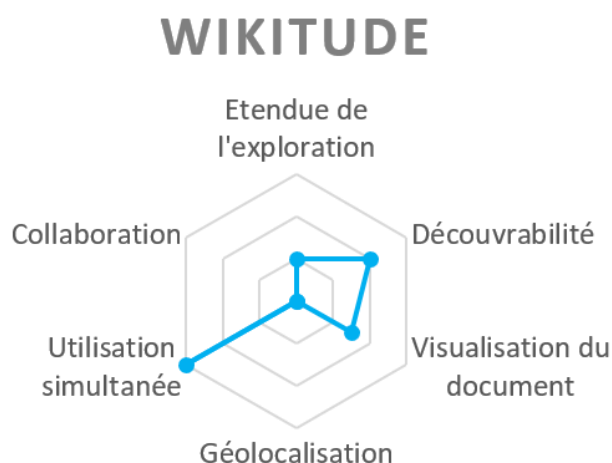 WIKITUDE
Etendue de
l'exploration
Collaboration
Découvrabilité
Utilisation
simultanée
Visualisation du
document
Géolocalisation